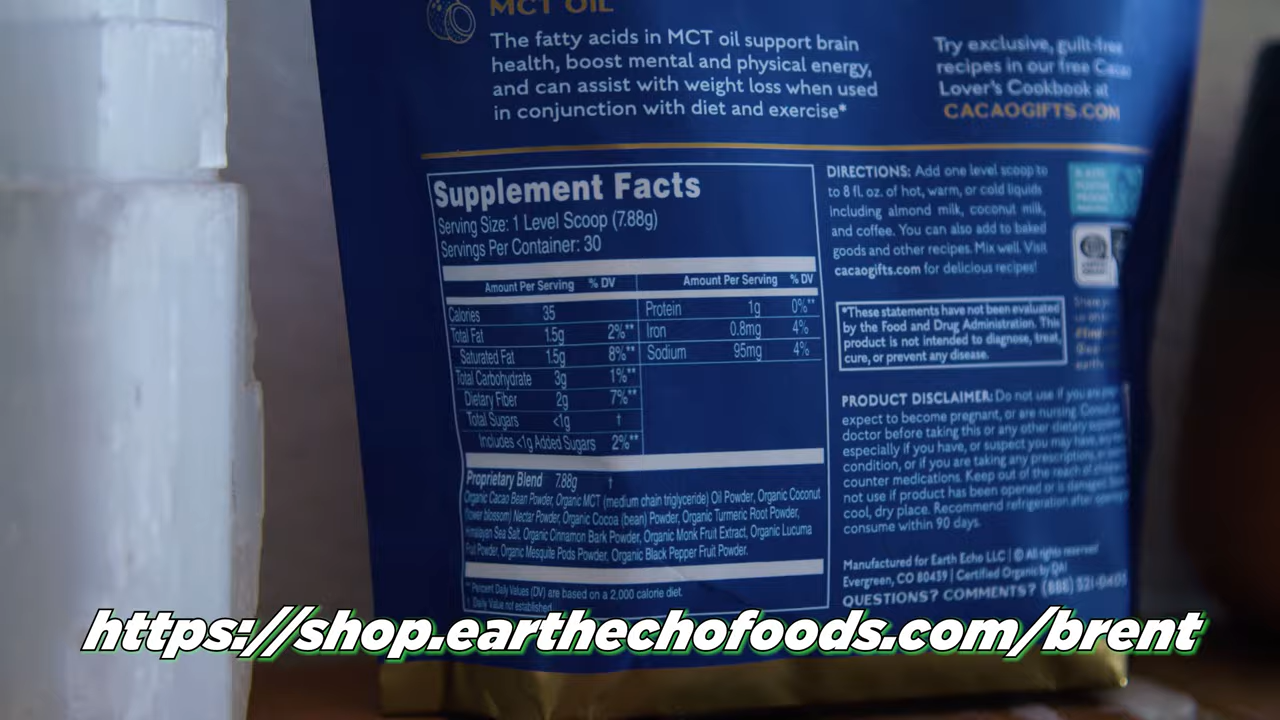 MCT OIL
The fatty acids in MCT oil support brain
health, boost mental and physical energy,
and can assist with weight loss when used
in conjunction with diet and exercise*
Try exclusive, guilt-free
recipes in our free Cacao
Lover's Cookbook at
CACAOGIFTS.COM
Supplement Facts
Serving Size: 1 Level Scoop (7.88g)
Servings Per Container: 30
Amount Per Serving % DV
Calories 35
Total Fat 1.5g 2%**
Saturated Fat 1.5g 8%**
Total Carbohydrate 3g 1%**
Dietary Fiber 2g 7%**
Total Sugars <1g †
Includes <1g Added Sugars 2%**
Amount Per Serving % DV
Protein 1g 0%**
Iron 0.8mg 4%
Sodium 95mg 4%
Proprietary Blend 7.88g †
Organic Cacao Bean Powder, Organic MCT (medium chain triglyceride) Oil Powder, Organic Coconut
(flower blossom) Nectar Powder, Organic Cocoa (bean) Powder, Organic Turmeric Root Powder,
Himalayan Sea Salt, Organic Cinnamon Bark Powder, Organic Monk Fruit Extract, Organic Lucuma
Fruit Powder, Organic Mesquite Pods Powder, Organic Black Pepper Fruit Powder.
** Percent Daily Values (DV) are based on a 2,000 calorie diet.
† Daily Value not established.
DIRECTIONS: Add one level scoop to
to 8 fl. oz. of hot, warm, or cold liquids
including almond milk, coconut milk,
and coffee. You can also add to baked
goods and other recipes. Mix well. Visit
cacaogifts.com for delicious recipes!
*These statements have not been evaluated
by the Food and Drug Administration. This
product is not intended to diagnose, treat,
cure, or prevent any disease.
PRODUCT DISCLAIMER: Do not use if you are
expect to become pregnant, or are nursing. Consult
doctor before taking this or any other dietary
especially if you have, or suspect you may have,
condition, or if you are taking any prescriptions,
counter medications. Keep out of the reach of
not use if product has been opened or is damaged.
cool, dry place. Recommend refrigeration after
consume within 90 days.
Manufactured for Earth Echo LLC | © All rights reserved
Evergreen, CO 80439 | Certified Organic by QAI
QUESTIONS? COMMENTS? (888)
https://shop.earthechofoods.com/brent